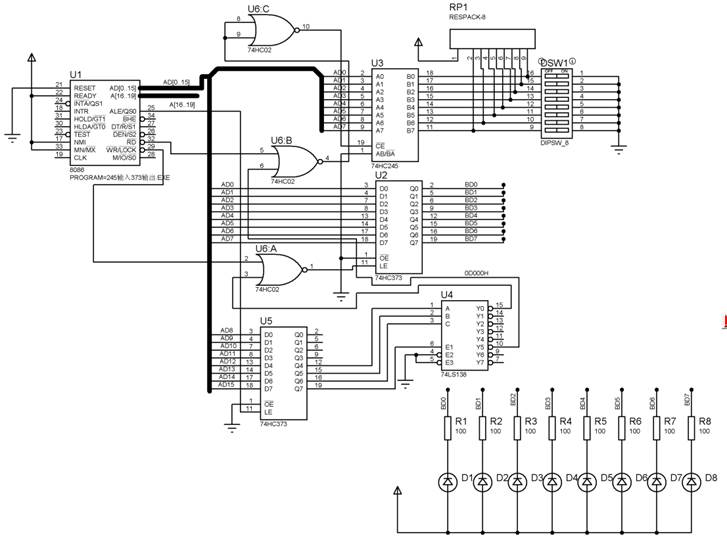 U6:C
8
9
10
74HC02
RP1
RESPACK-8
1
2
3
4
5
6
7
8
9
U1
21 RESET
22 READY
24 INTA/QS1
18 INTR
31 HOLD/GT1
30 HLDA/GT0
23 TEST
17 NMI
33 MN/MX
19 CLK
AD[0..15]
A[16..19]
ALE/QS0 25
BHE 34
DT/R/S1 27
DEN/S2 26
RD 32
WR/LOCK 29
M/IO/S0 28
8086
PROGRAM=245输入373输出.EXE
AD[0..15]
A[16..19]
U3
AD0 2 A0 B0 18
AD1 3 A1 B1 17
AD2 4 A2 B2 16
AD3 5 A3 B3 15
AD4 6 A4 B4 14
AD5 7 A5 B5 13
AD6 8 A6 B6 12
AD7 9 A7 B7 11
19 CE
1 AB/BA
74HC245
DSW1
OFF ON
DIPSW_8
U6:B
5
6
4
74HC02
U2
AD0 3 D0 Q0 2 BD0
AD1 4 D1 Q1 5 BD1
AD2 7 D2 Q2 6 BD2
AD3 8 D3 Q3 9 BD3
AD4 13 D4 Q4 12 BD4
AD5 14 D5 Q5 15 BD5
AD6 17 D6 Q6 16 BD6
AD7 18 D7 Q7 19 BD7
1 OE
11 LE
74HC373
U6:A
2
3
1
74HC02
0D000H
U4
1 A Y0 15
2 B Y1 14
3 C Y2 13
Y3 12
Y4 11
6 E1 Y5 10
4 E2 Y6 9
5 E3 Y7 7
74LS138
U5
AD8 3 D0 Q0 2
AD9 4 D1 Q1 5
AD10 7 D2 Q2 6
AD11 8 D3 Q3 9
AD12 13 D4 Q4 12
AD13 14 D5 Q5 15
AD14 17 D6 Q6 16
AD15 18 D7 Q7 19
1 OE
11 LE
74HC373
BD0 BD1 BD2 BD3 BD4 BD5 BD6 BD7
R1 R2 R3 R4 R5 R6 R7 R8
100 100 100 100 100 100 100 100
D1 D2 D3 D4 D5 D6 D7 D8